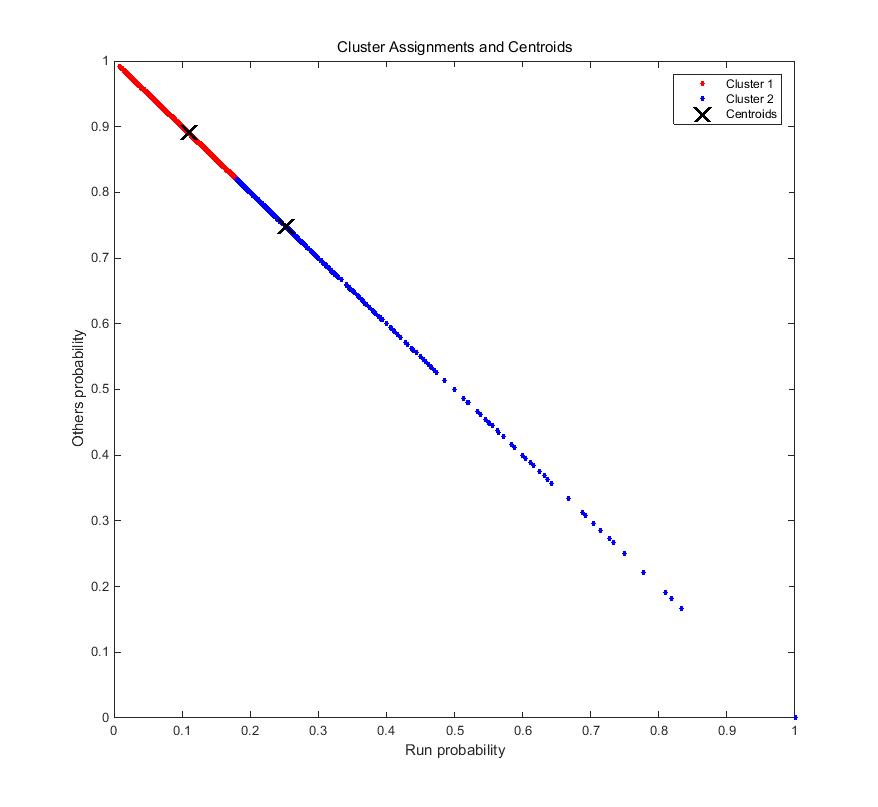 Cluster Assignments and Centroids
Cluster 1
Cluster 2
Centroids
Others probability
1
0.9
0.8
0.7
0.6
0.5
0.4
0.3
0.2
0.1
0
0 0.1 0.2 0.3 0.4 0.5 0.6 0.7 0.8 0.9 1
Run probability